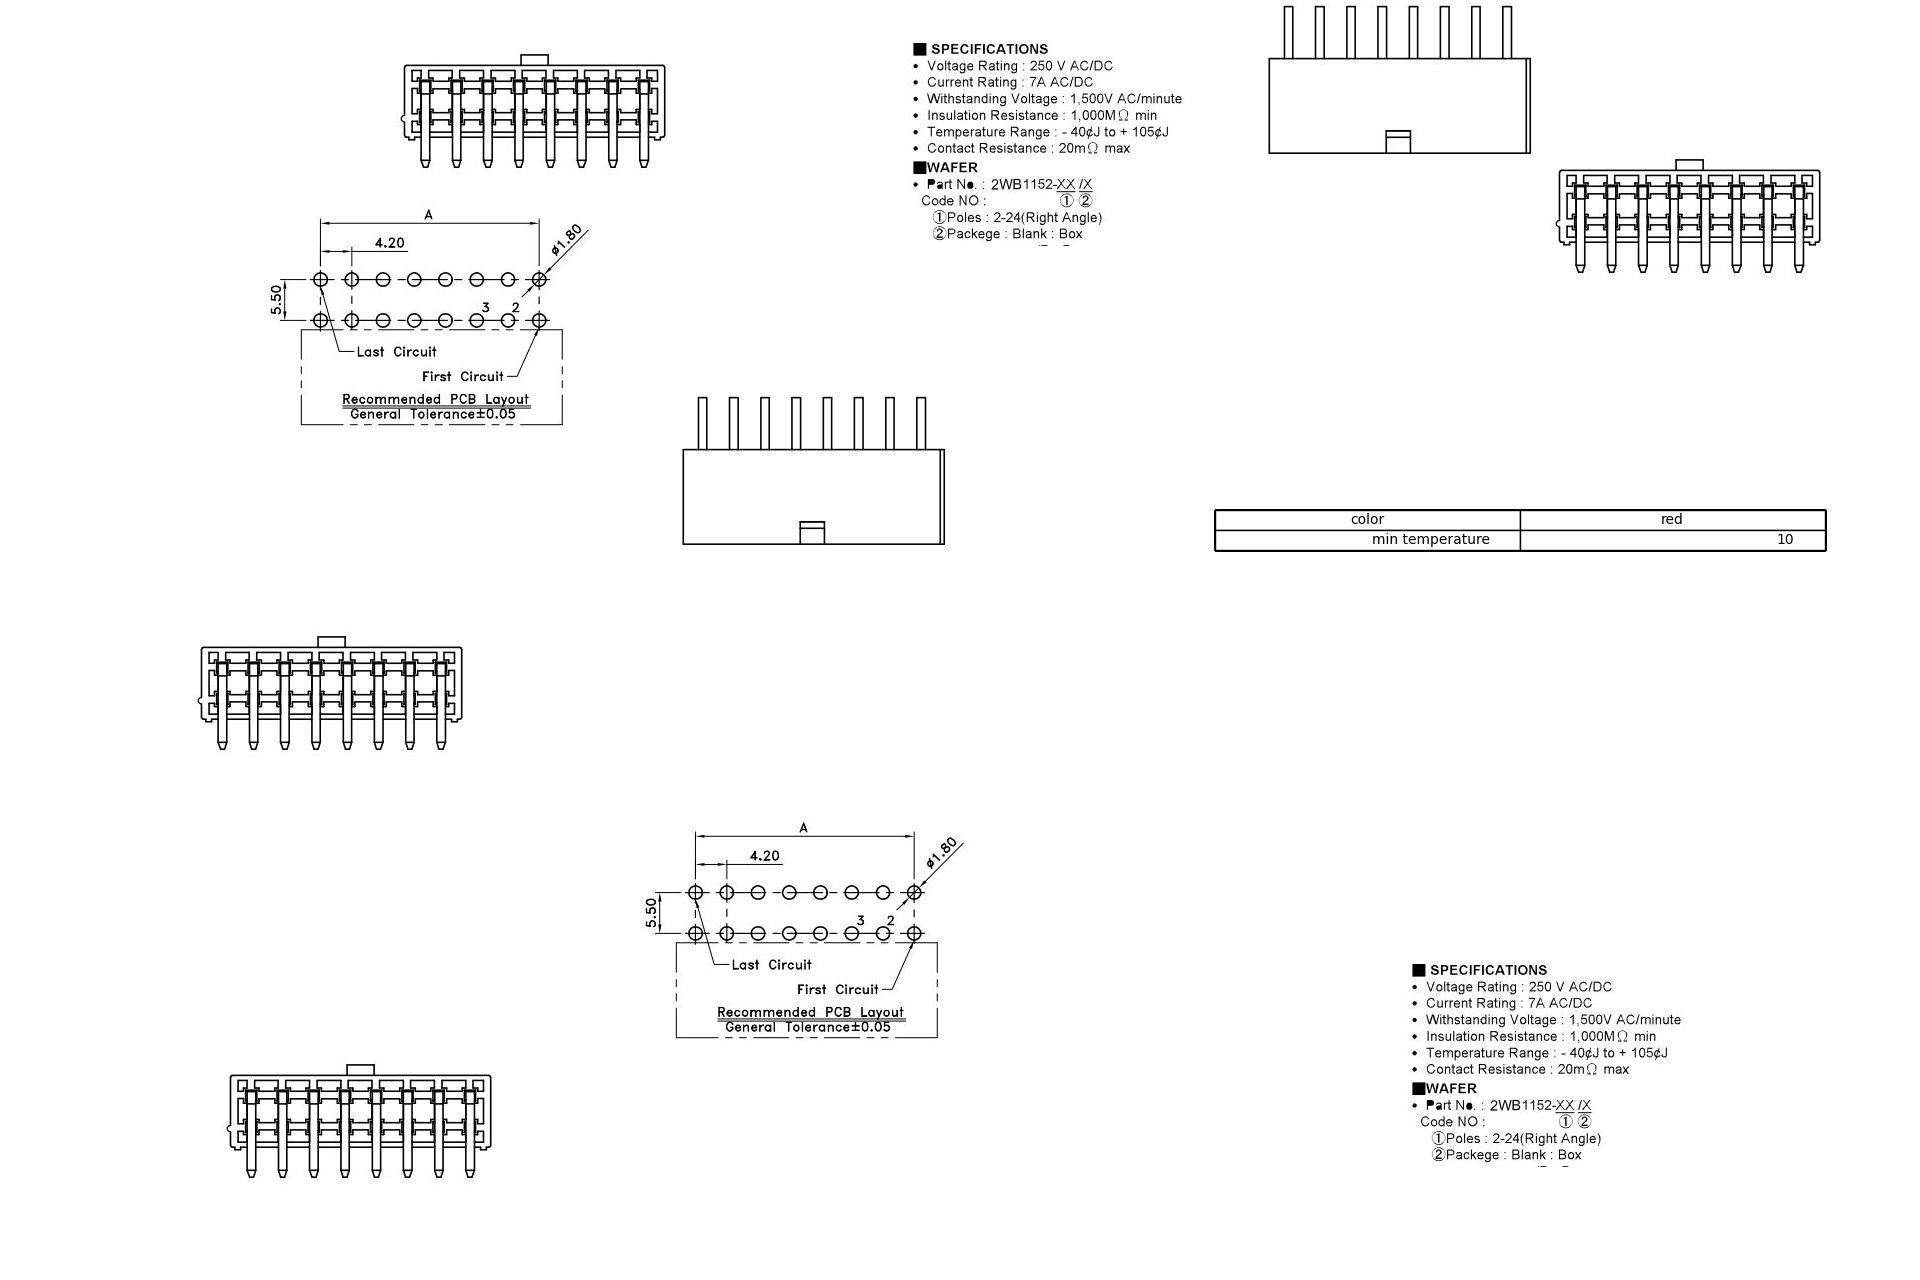 ■ SPECIFICATIONS
• Voltage Rating : 250 V AC/DC
• Current Rating : 7A AC/DC
• Withstanding Voltage : 1,500V AC/minute
• Insulation Resistance : 1,000MΩ min
• Temperature Range : - 40¢J to + 105¢J
• Contact Resistance : 20mΩ max
■WAFER
• Part No. : 2WB1152-XX /X
Code NO : ① ②
①Poles : 2-24(Right Angle)
②Packege : Blank : Box
A
4.20
ø1.80
5.50
3 2
Last Circuit
First Circuit
Recommended PCB Layout
General Tolerance±0.05
color red
min temperature 10
A
4.20
ø1.80
5.50
3 2
Last Circuit
First Circuit
Recommended PCB Layout
General Tolerance±0.05
■ SPECIFICATIONS
• Voltage Rating : 250 V AC/DC
• Current Rating : 7A AC/DC
• Withstanding Voltage : 1,500V AC/minute
• Insulation Resistance : 1,000MΩ min
• Temperature Range : - 40¢J to + 105¢J
• Contact Resistance : 20mΩ max
■WAFER
• Part No. : 2WB1152-XX /X
Code NO : ① ②
①Poles : 2-24(Right Angle)
②Packege : Blank : Box